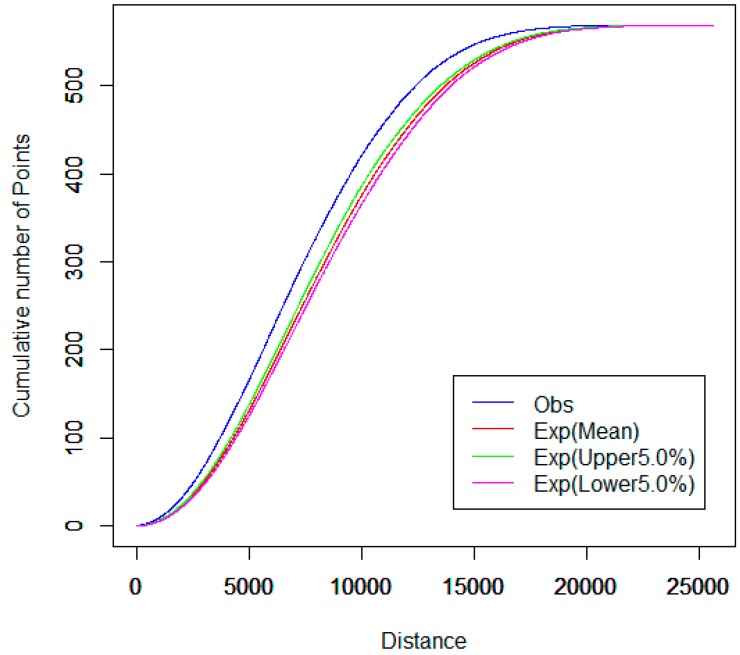 Cumulative number of Points
500
400
300
200
100
0
Obs
Exp(Mean)
Exp(Upper5.0%)
Exp(Lower5.0%)
0 5000 10000 15000 20000 25000
Distance